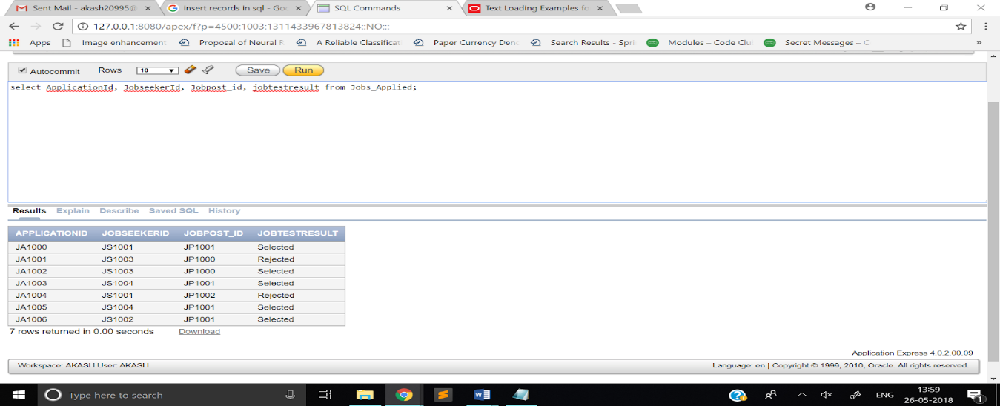 Sent Mail - akash20995@
insert records in sql - Goo
SQL Commands
Text Loading Examples fo
127.0.0.1:8080/apex/f?p=4500:1003:1311433967813824::NO:::
Apps Image enhancement Proposal of Neural R A Reliable Classificati Paper Currency Deno Search Results - Spri Modules – Code Clu Secret Messages – C »
Autocommit Rows 10 Save Run
select ApplicationId, JobseekerId, Jobpost_id, jobtestresult from Jobs_Applied;
Results Explain Describe Saved SQL History
APPLICATIONID JOBSEEKERID JOBPOST_ID JOBTESTRESULT
JA1000 JS1001 JP1001 Selected
JA1001 JS1003 JP1000 Rejected
JA1002 JS1003 JP1000 Selected
JA1003 JS1004 JP1001 Selected
JA1004 JS1001 JP1002 Rejected
JA1005 JS1004 JP1001 Selected
JA1006 JS1002 JP1001 Selected
7 rows returned in 0.00 seconds Download
Application Express 4.0.2.00.09
Workspace: AKASH User: AKASH Language: en | Copyright © 1999, 2010, Oracle. All rights reserved.
Type here to search ENG 13:59
26-05-2018 1